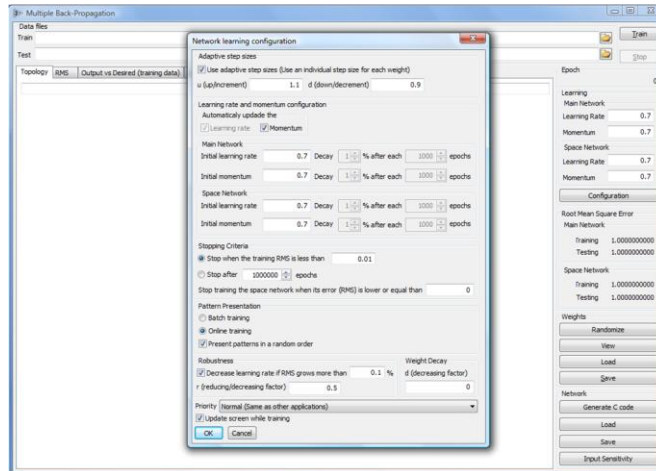 Multiple Back-Propagation
Data files
Train
Test
Train
Stop
Topology RMS Output vs Desired (training data)
Network learning configuration
Adaptive step sizes
Use adaptive step sizes (Use an individual step size for each weight)
u (up/increment) 1.1 d (down/decrement) 0.9
Learning rate and momentum configuration
Automaticaly updade the
Learning rate Momentum
Main Network
Initial learning rate 0.7 Decay 1 % after each 1000 epochs
Initial momentum 0.7 Decay 1 % after each 1000 epochs
Space Network
Initial learning rate 0.7 Decay 1 % after each 1000 epochs
Initial momentum 0.7 Decay 1 % after each 1000 epochs
Stopping Criteria
Stop when the training RMS is less than 0.01
Stop after 1000000 epochs
Stop training the space network when its error (RMS) is lower or equal than 0
Pattern Presentation
Batch training
Online training
Present patterns in a random order
Robustness
Decrease learning rate if RMS grows more than 0.1 %
r (reducing/decreasing factor) 0.5
Weight Decay
d (decreasing factor)
0
Priority Normal (Same as other applications)
Update screen while training
OK Cancel
Epoch
0
Learning
Main Network
Learning Rate 0.7
Momentum 0.7
Space Network
Learning Rate 0.7
Momentum 0.7
Configuration
Root Mean Square Error
Main Network
Training 1.0000000000
Testing 1.0000000000
Space Network
Training 1.0000000000
Testing 1.0000000000
Weights
Randomize
View
Load
Save
Network
Generate C code
Load
Save
Input Sensitivity